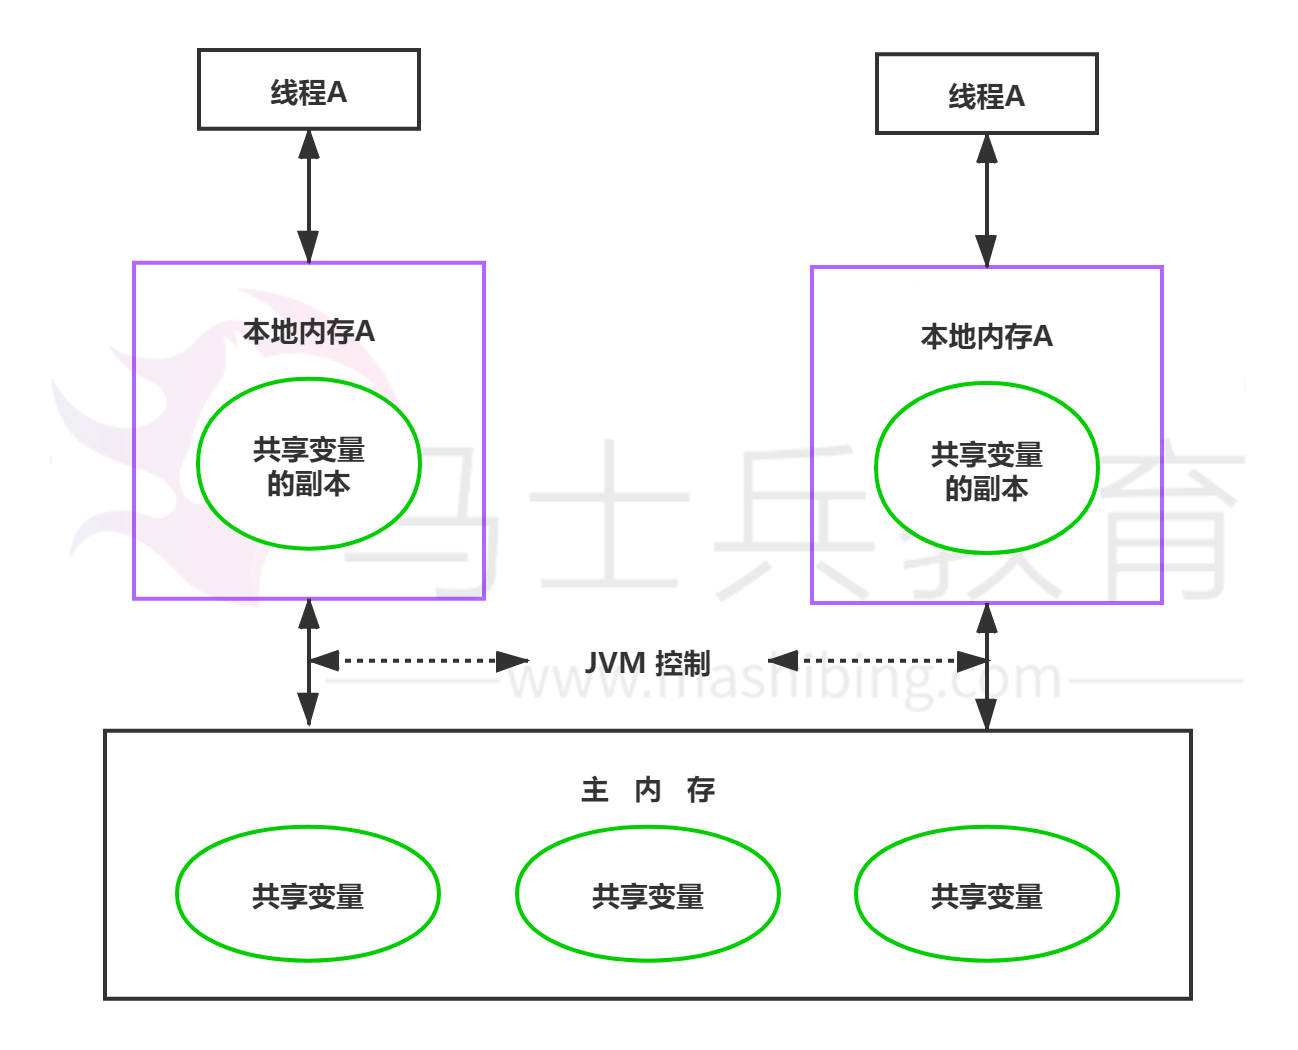 线程A
线程A
本地内存A
本地内存A
共享变量
的副本
共享变量
的副本
马士兵教育
JVM 控制
www.mashibing.com
主 内 存
共享变量
共享变量
共享变量